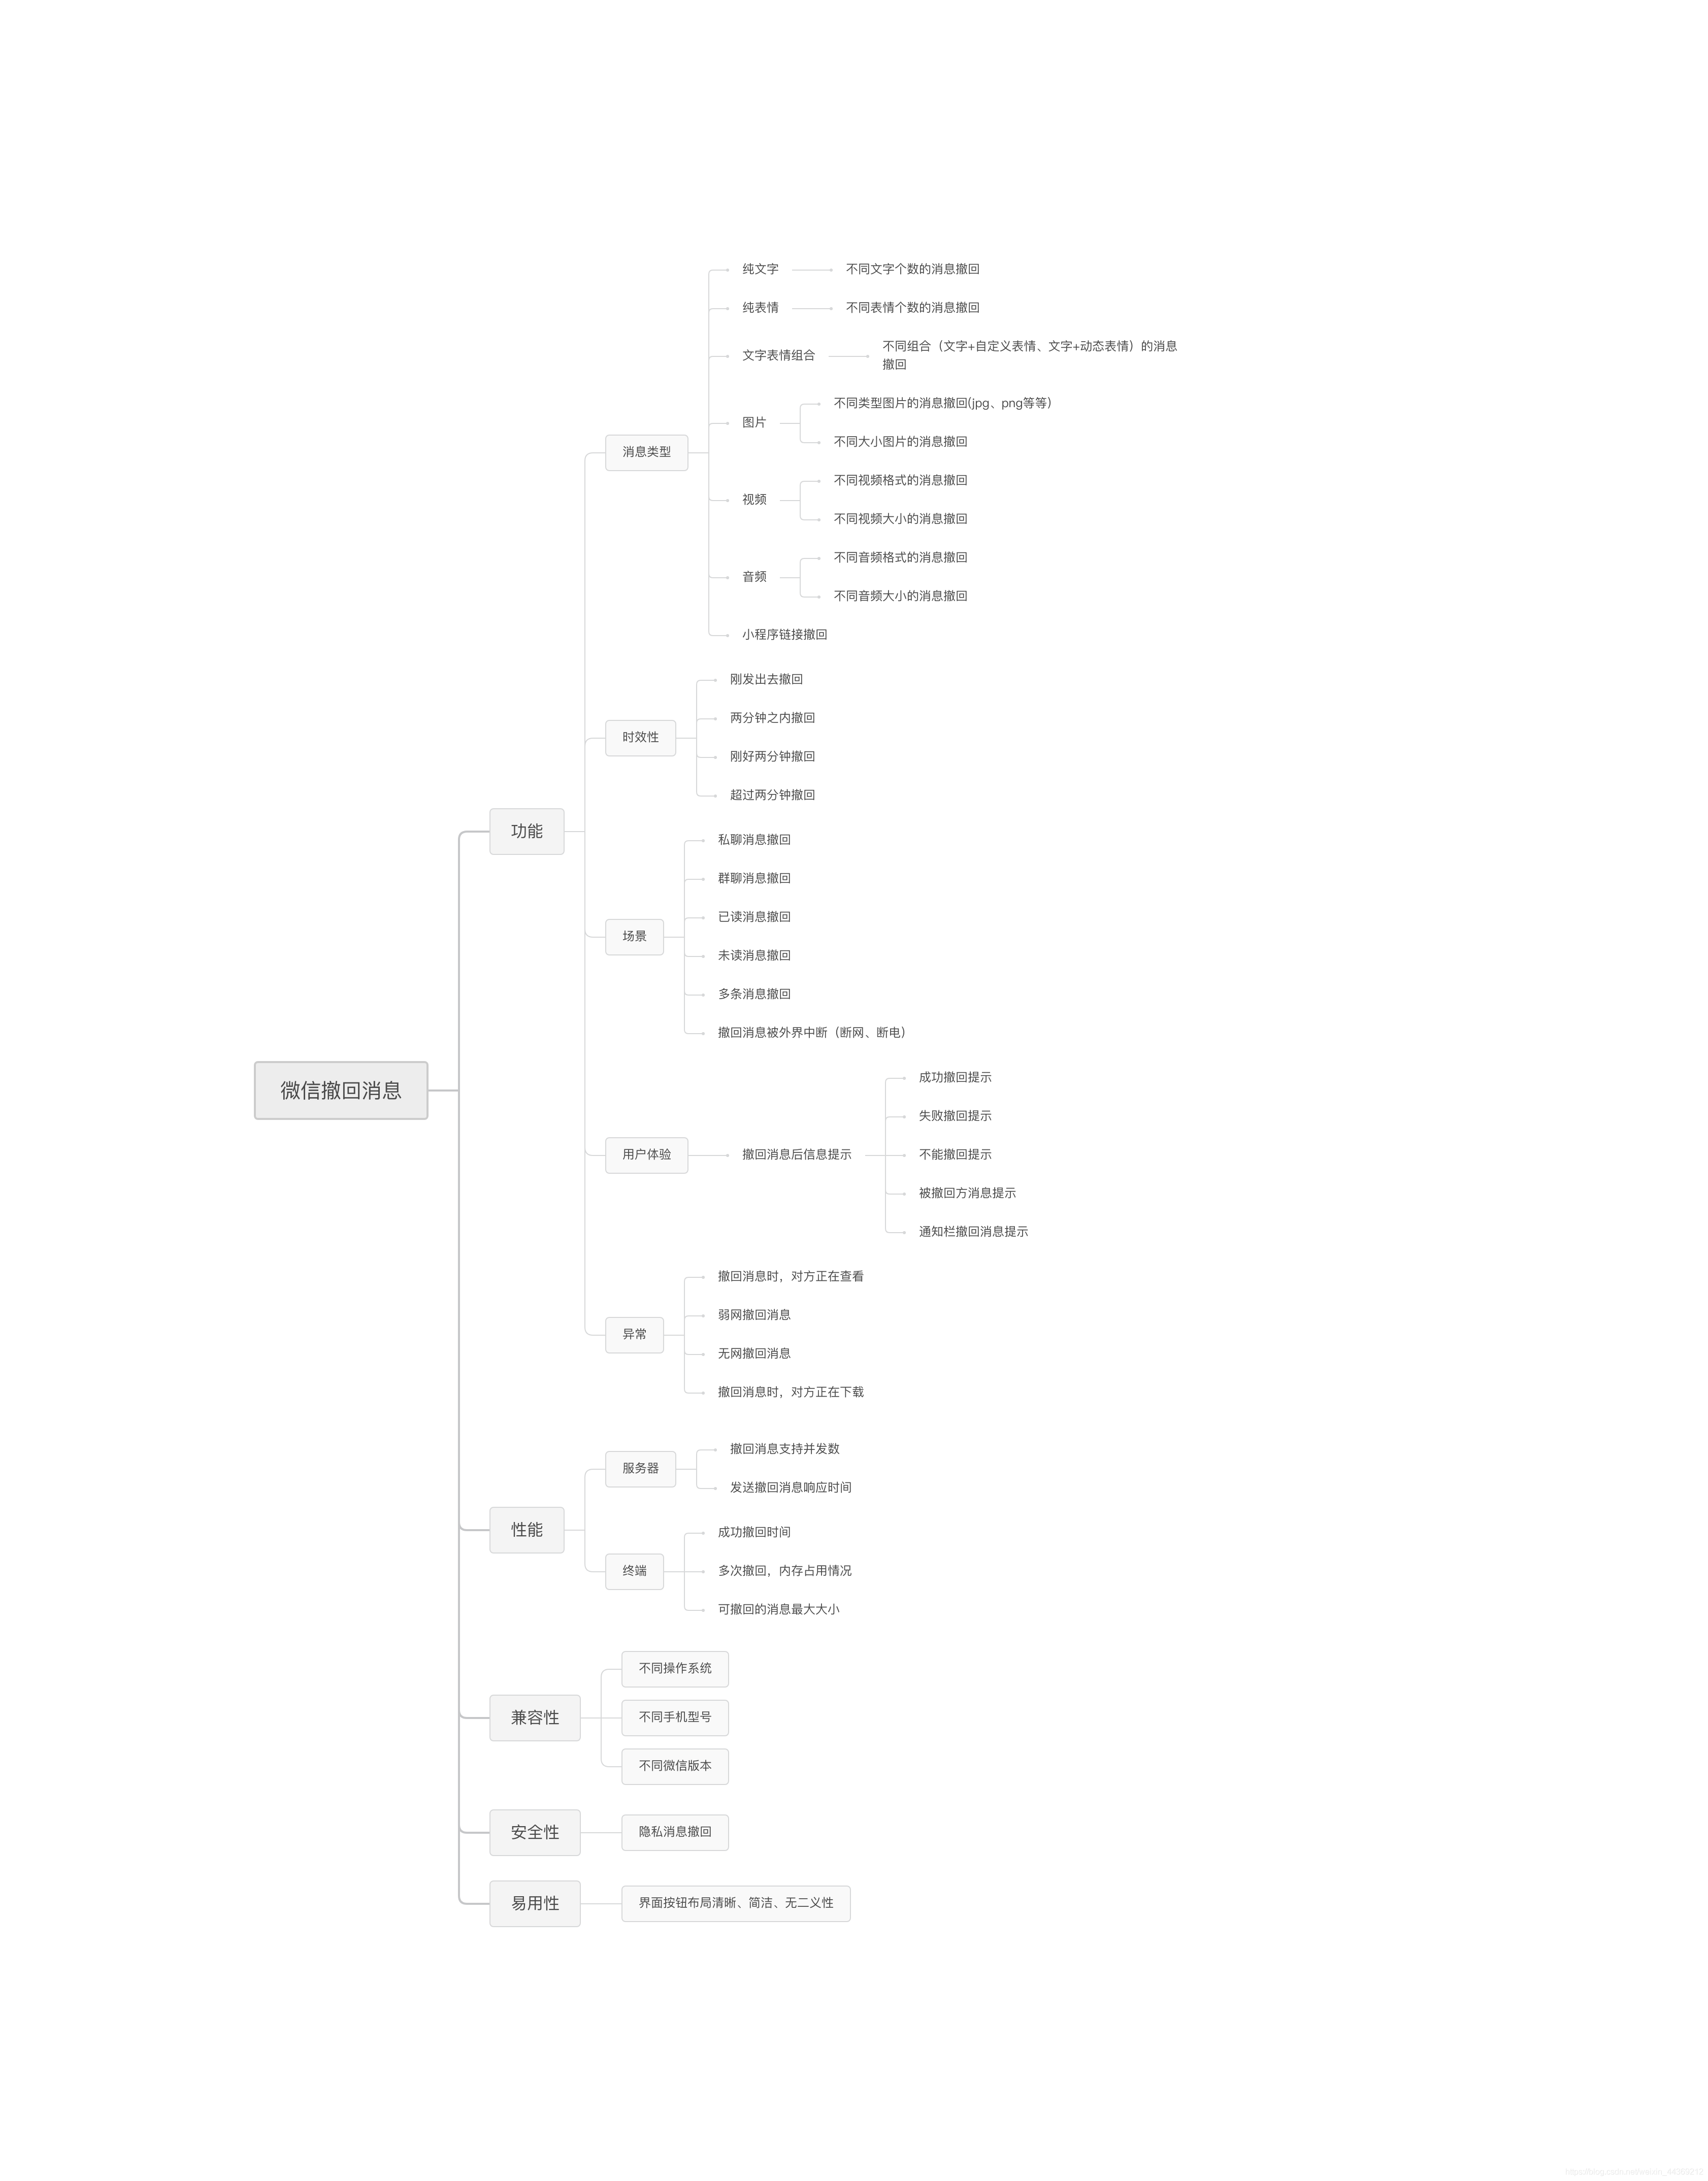 微信撤回消息
功能
消息类型
纯文字
不同文字个数的消息撤回
纯表情
不同表情个数的消息撤回
文字表情组合
不同组合（文字+自定义表情、文字+动态表情）的消息
撤回
图片
不同类型图片的消息撤回(jpg、png等等)
不同大小图片的消息撤回
视频
不同视频格式的消息撤回
不同视频大小的消息撤回
音频
不同音频格式的消息撤回
不同音频大小的消息撤回
小程序链接撤回
时效性
刚发出去撤回
两分钟之内撤回
刚好两分钟撤回
超过两分钟撤回
场景
私聊消息撤回
群聊消息撤回
已读消息撤回
未读消息撤回
多条消息撤回
撤回消息被外界中断（断网、断电）
用户体验
撤回消息后信息提示
成功撤回提示
失败撤回提示
不能撤回提示
被撤回方消息提示
通知栏撤回消息提示
异常
撤回消息时，对方正在查看
弱网撤回消息
无网撤回消息
撤回消息时，对方正在下载
性能
服务器
撤回消息支持并发数
发送撤回消息响应时间
终端
成功撤回时间
多次撤回，内存占用情况
可撤回的消息最大大小
兼容性
不同操作系统
不同手机型号
不同微信版本
安全性
隐私消息撤回
易用性
界面按钮布局清晰、简洁、无二义性